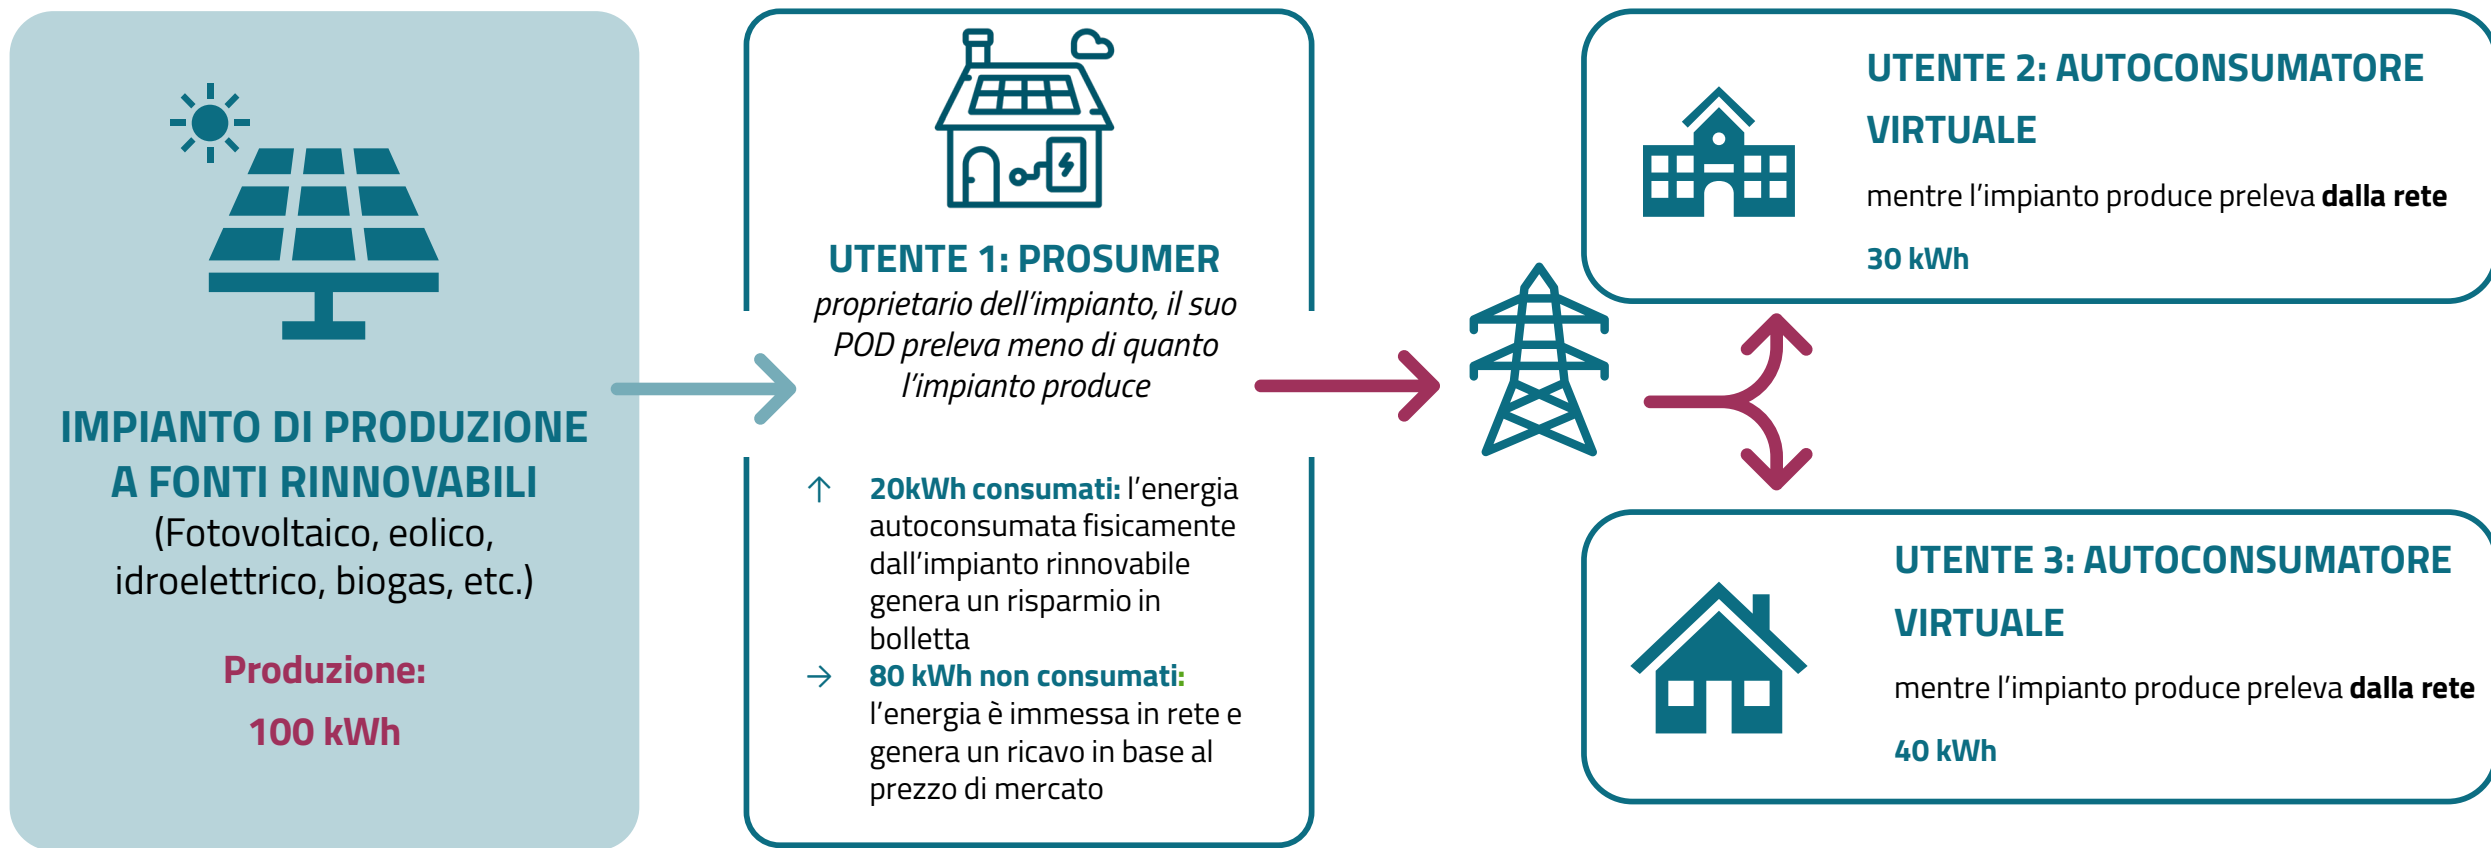 IMPIANTO DI PRODUZIONE
A FONTI RINNOVABILI
(Fotovoltaico, eolico,
idroelettrico, biogas, etc.)
Produzione:
100 kWh
UTENTE 1: PROSUMER
proprietario dell'impianto, il suo
POD preleva meno di quanto
l'impianto produce
↑ 20kWh consumati: l'energia
autoconsumata fisicamente
dall'impianto rinnovabile
genera un risparmio in
bolletta
→ 80 kWh non consumati:
l'energia è immessa in rete e
genera un ricavo in base al
prezzo di mercato
UTENTE 2: AUTOCONSUMATORE
VIRTUALE
mentre l'impianto produce preleva dalla rete
30 kWh
UTENTE 3: AUTOCONSUMATORE
VIRTUALE
mentre l'impianto produce preleva dalla rete
40 kWh